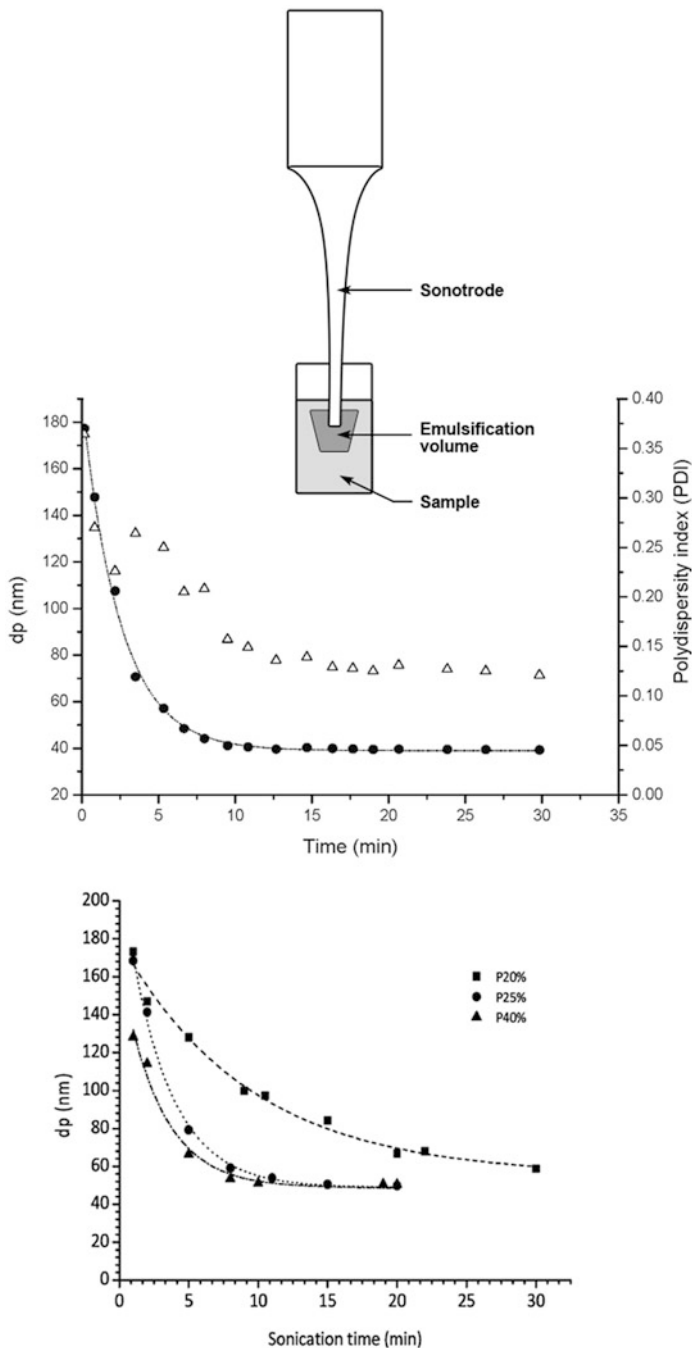 Sonotrode
Emulsification
volume
Sample
180
160
140
120
100
80
60
40
20
dp (nm)
0.40
0.35
0.30
0.25
0.20
0.15
0.10
0.05
0.00
Polydispersity index (PDI)
0 5 10 15 20 25 30 35
Time (min)
200
180
160
140
120
100
80
60
40
20
0
dp (nm)
P20%
P25%
P40%
0 5 10 15 20 25 30
Sonication time (min)